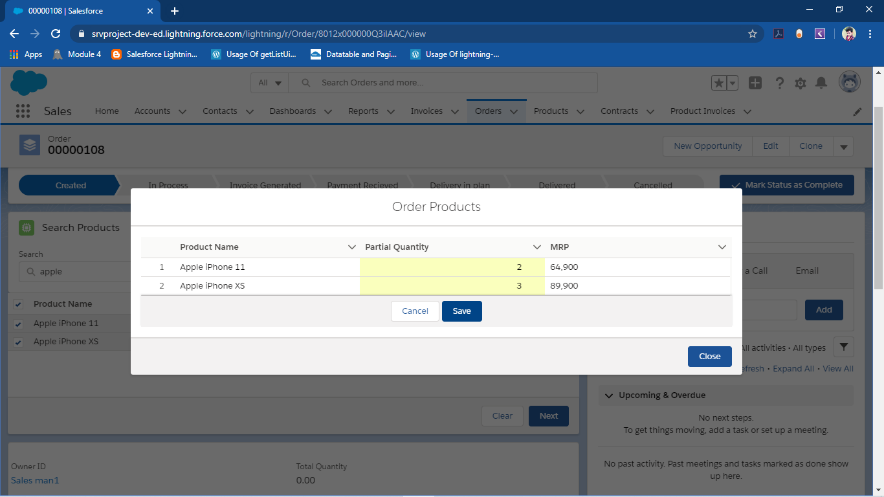 00000108 | Salesforce
srvproject-dev-ed.lightning.force.com/lightning/r/Order/8012x000000Q3ilAAC/view
Apps Module 4 Salesforce Lightnin... Usage Of getListUi... Datatable and Pagi... Usage Of lightning-...
All Search Orders and more...
Sales Home Accounts Contacts Dashboards Reports Invoices Orders Products Contracts Product Invoices
Order
00000108
New Opportunity Edit Clone
Created In Process Invoice Generated Payment Recieved Delivery in plan Delivered Cancelled Mark Status as Complete
Order Products
Search Products
Product Name Partial Quantity MRP
Search
1 Apple iPhone 11 2 64,900
apple
a Call Email
2 Apple iPhone XS 3 89,900
Product Name
Cancel Save
Add
Apple iPhone 11
Apple iPhone XS
All activities • All types
Close
efresh • Expand All • View All
Upcoming & Overdue
No next steps.
To get things moving, add a task or set up a meeting.
Clear Next
No past activity. Past meetings and tasks marked as done show
up here.
Owner ID Total Quantity
Sales man1 0.00